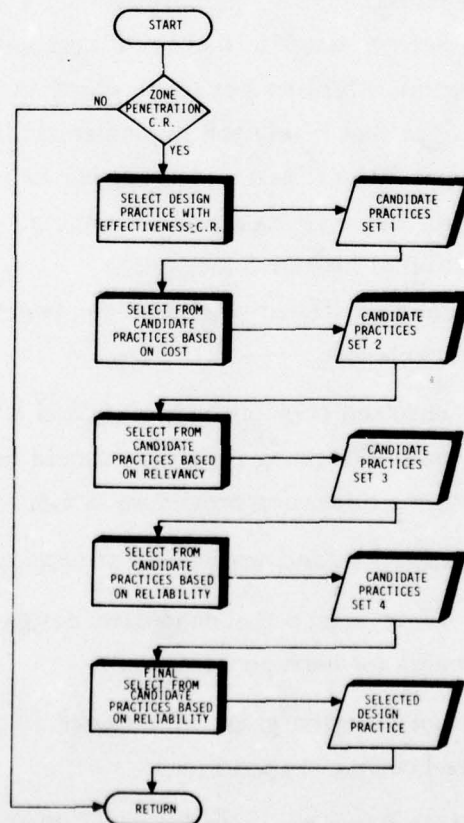 START
ZONE
PENETRATION
C.R.
NO
YES
SELECT DESIGN
PRACTICE WITH
EFFECTIVENESS-C.R.
CANDIDATE
PRACTICES
SET 1
SELECT FROM
CANDIDATE
PRACTICES BASED
ON COST
CANDIDATE
PRACTICES
SET 2
SELECT FROM
CANDIDATE
PRACTICES BASED
ON RELEVANCY
CANDIDATE
PRACTICES
SET 3
SELECT FROM
CANDIDATE
PRACTICES BASED
ON RELIABILITY
CANDIDATE
PRACTICES
SET 4
FINAL
SELECT FROM
CANDIDATE
PRACTICES BASED
ON RELIABILITY
SELECTED
DESIGN
PRACTICE
RETURN